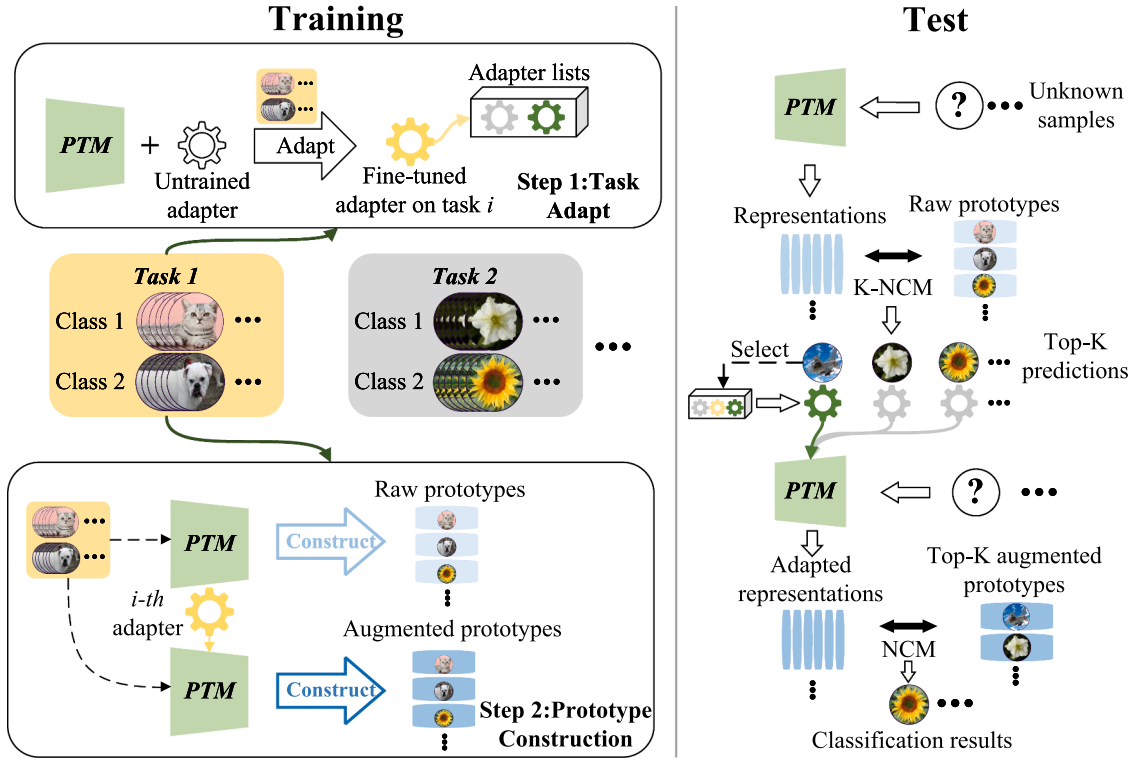 Training
PTM
+
Untrained
adapter
Adapt
Fine-tuned
adapter on task i
Adapter lists
Step 1:Task
Adapt
Task 1
Class 1
Class 2
Task 2
Class 1
Class 2
PTM
i-th
adapter
PTM
Construct
Raw prototypes
Augmented prototypes
Construct
Step 2:Prototype
Construction
Test
PTM
?
Unknown
samples
Representations
Raw prototypes
K-NCM
Select
Top-K
predictions
PTM
?
Adapted
representations
Top-K augmented
prototypes
NCM
Classification results